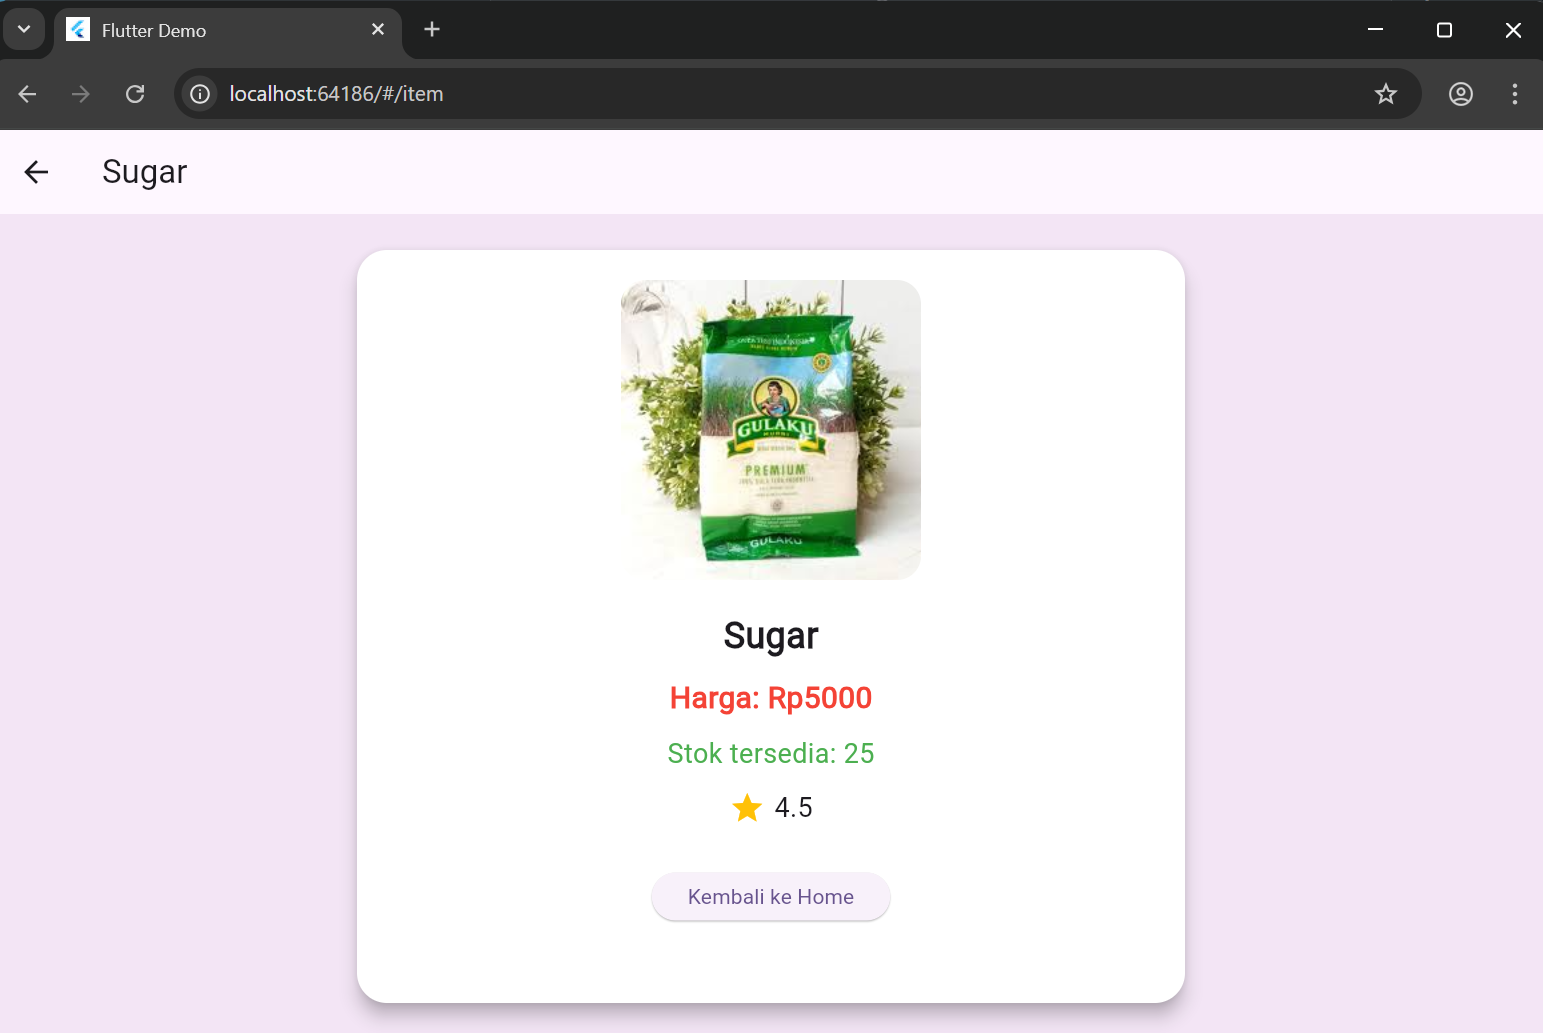 Flutter Demo
localhost:64186/#/item
Sugar
GULAKU
PREMIUM
GULAKU
Sugar
Harga: Rp5000
Stok tersedia: 25
4.5
Kembali ke Home